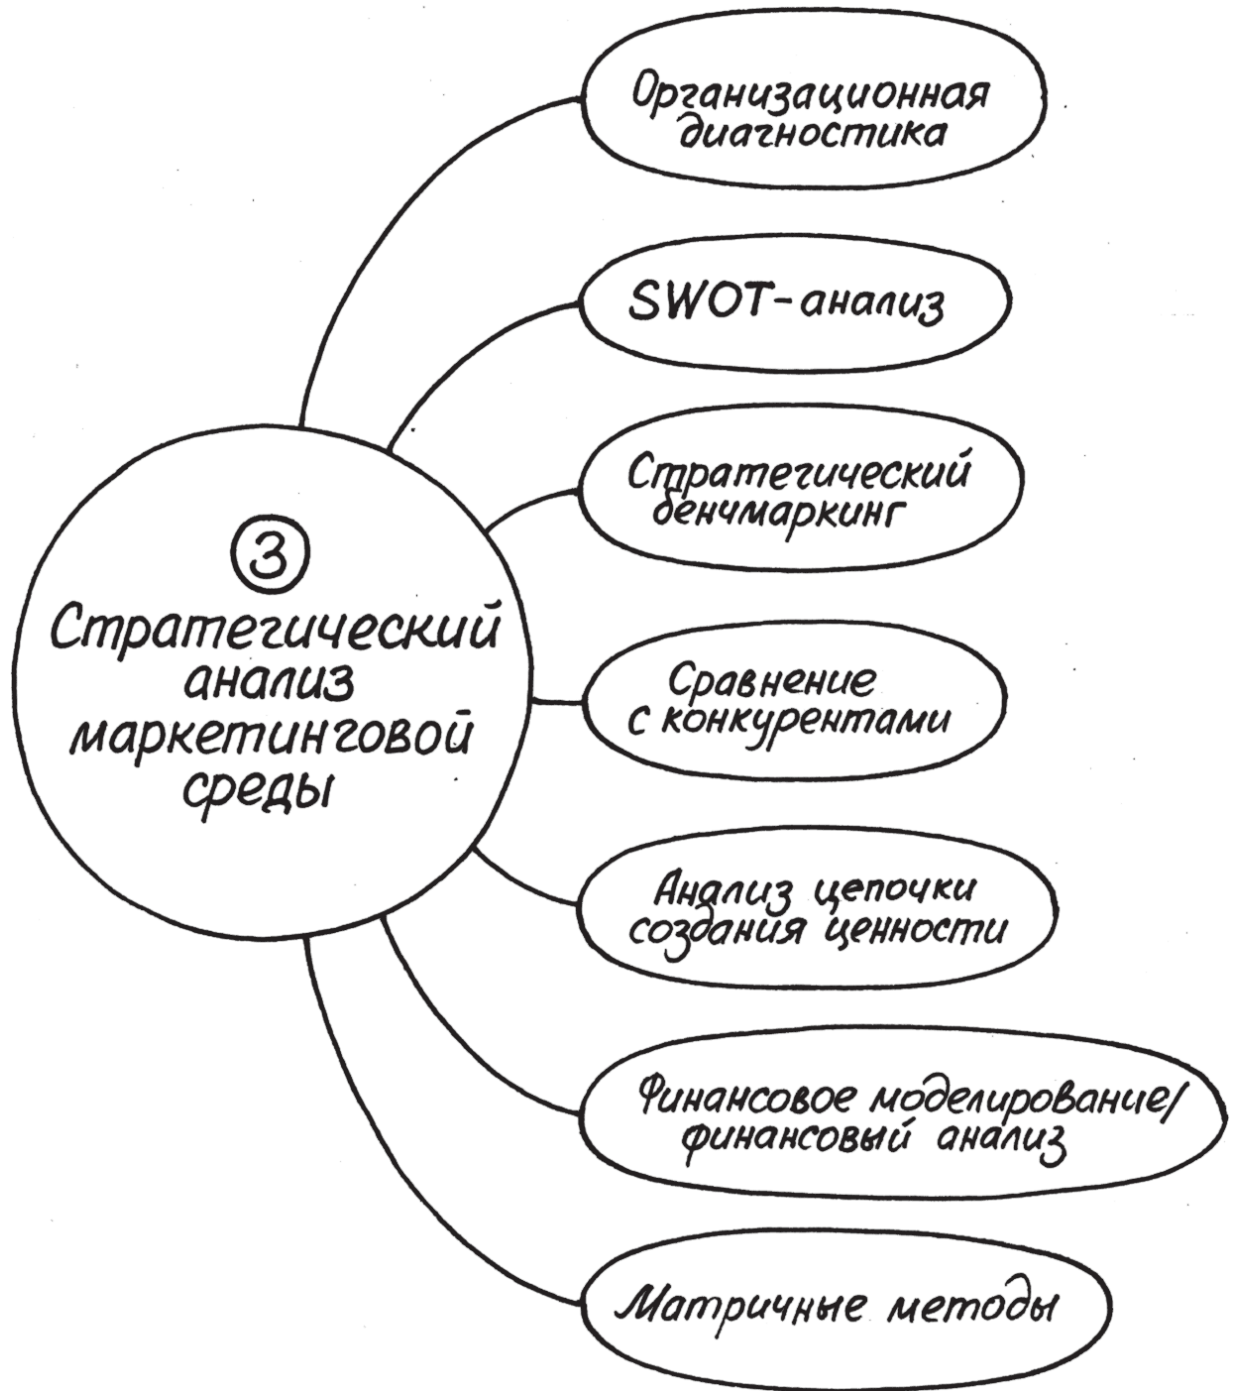 Организационная
диагностика
SWOT-анализ
Стратегический
бенчмаркинг
3
Стратегический
анализ
маркетинговой
среды
Сравнение
с конкурентами
Анализ цепочки
создания ценности
Финансовое моделирование/
финансовый анализ
Матричные методы